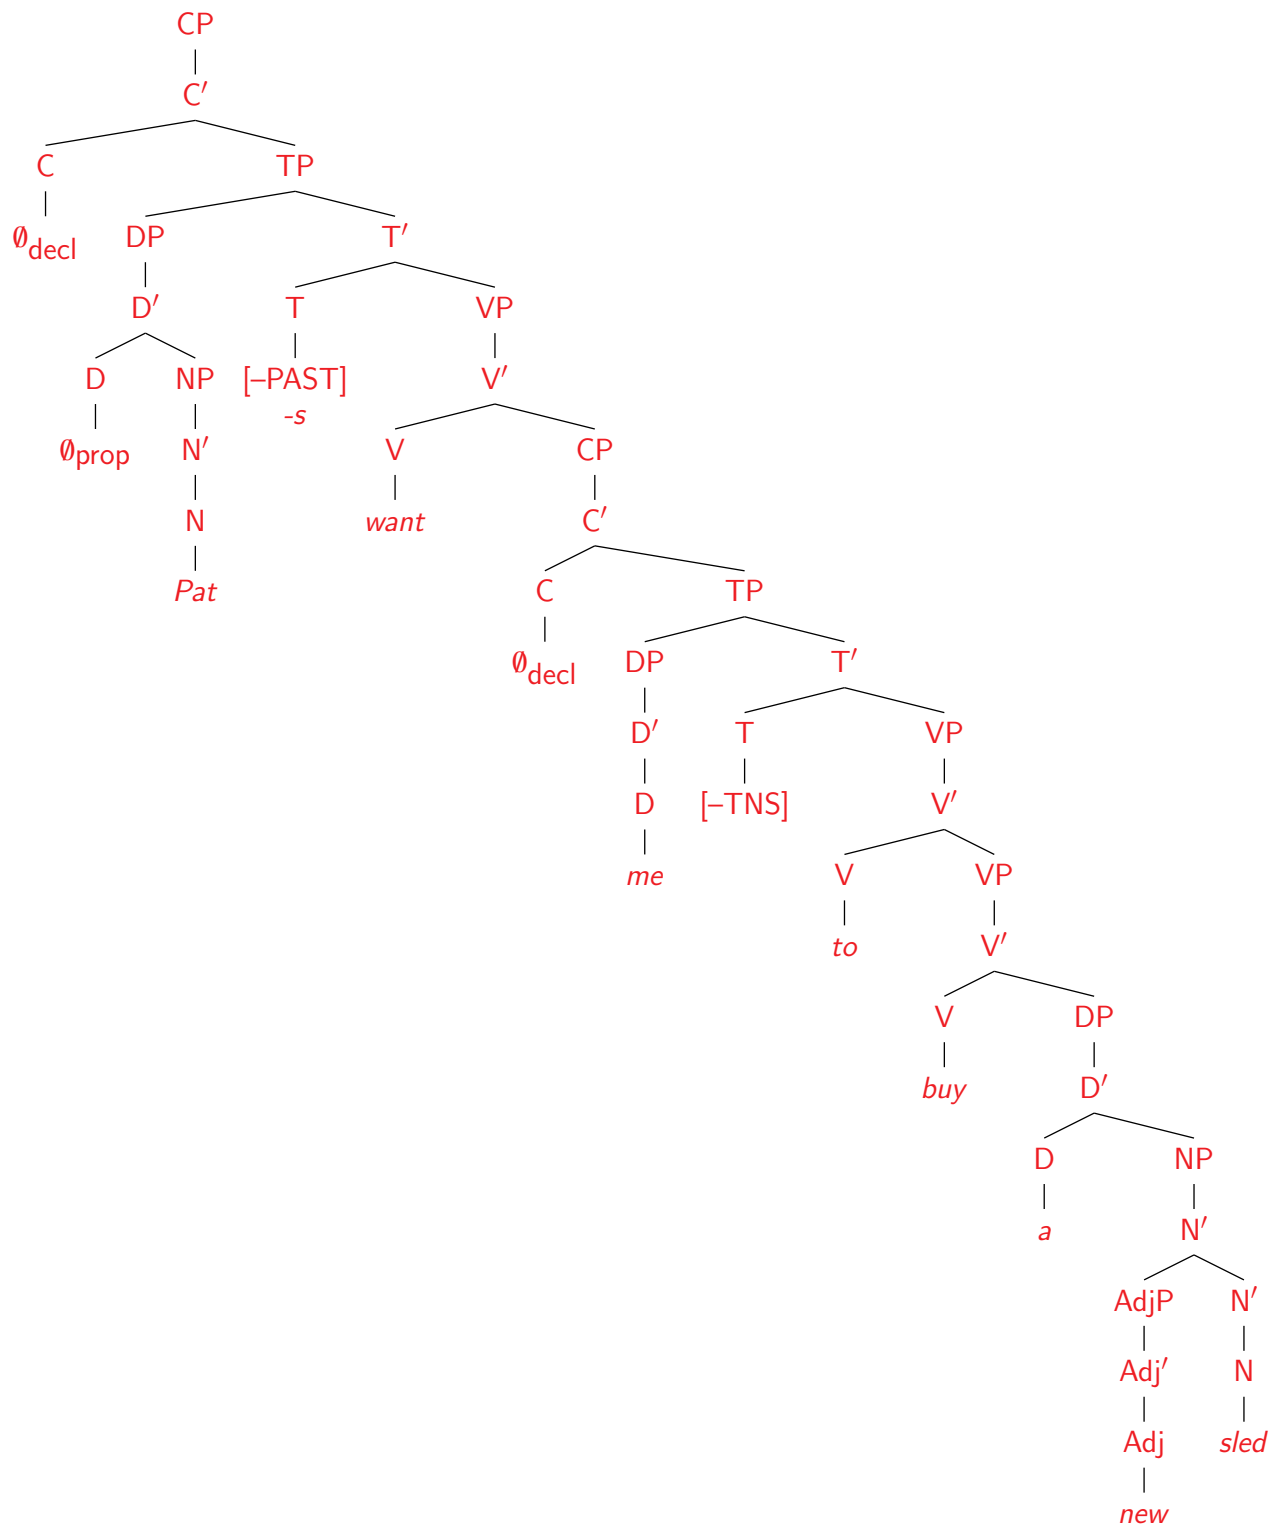 CP
C′
C TP
∅decl DP T′
D′ T VP
D NP [–PAST] V′
-s
∅prop N′ V CP
N want C′
Pat C TP
∅decl DP T′
D′ T VP
D [–TNS] V′
me V VP
to V′
V DP
buy D′
D NP
a N′
AdjP N′
Adj′ N
Adj sled
new